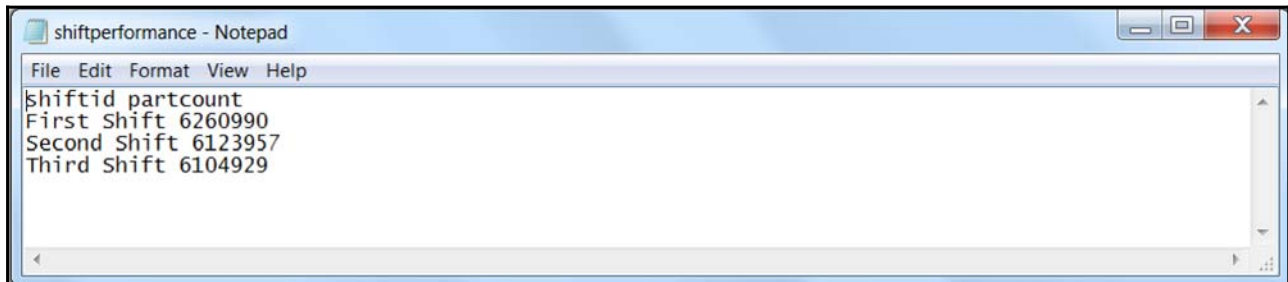 shiftperformance - Notepad
File Edit Format View Help
shiftid partcount
First Shift 6260990
Second Shift 6123957
Third Shift 6104929